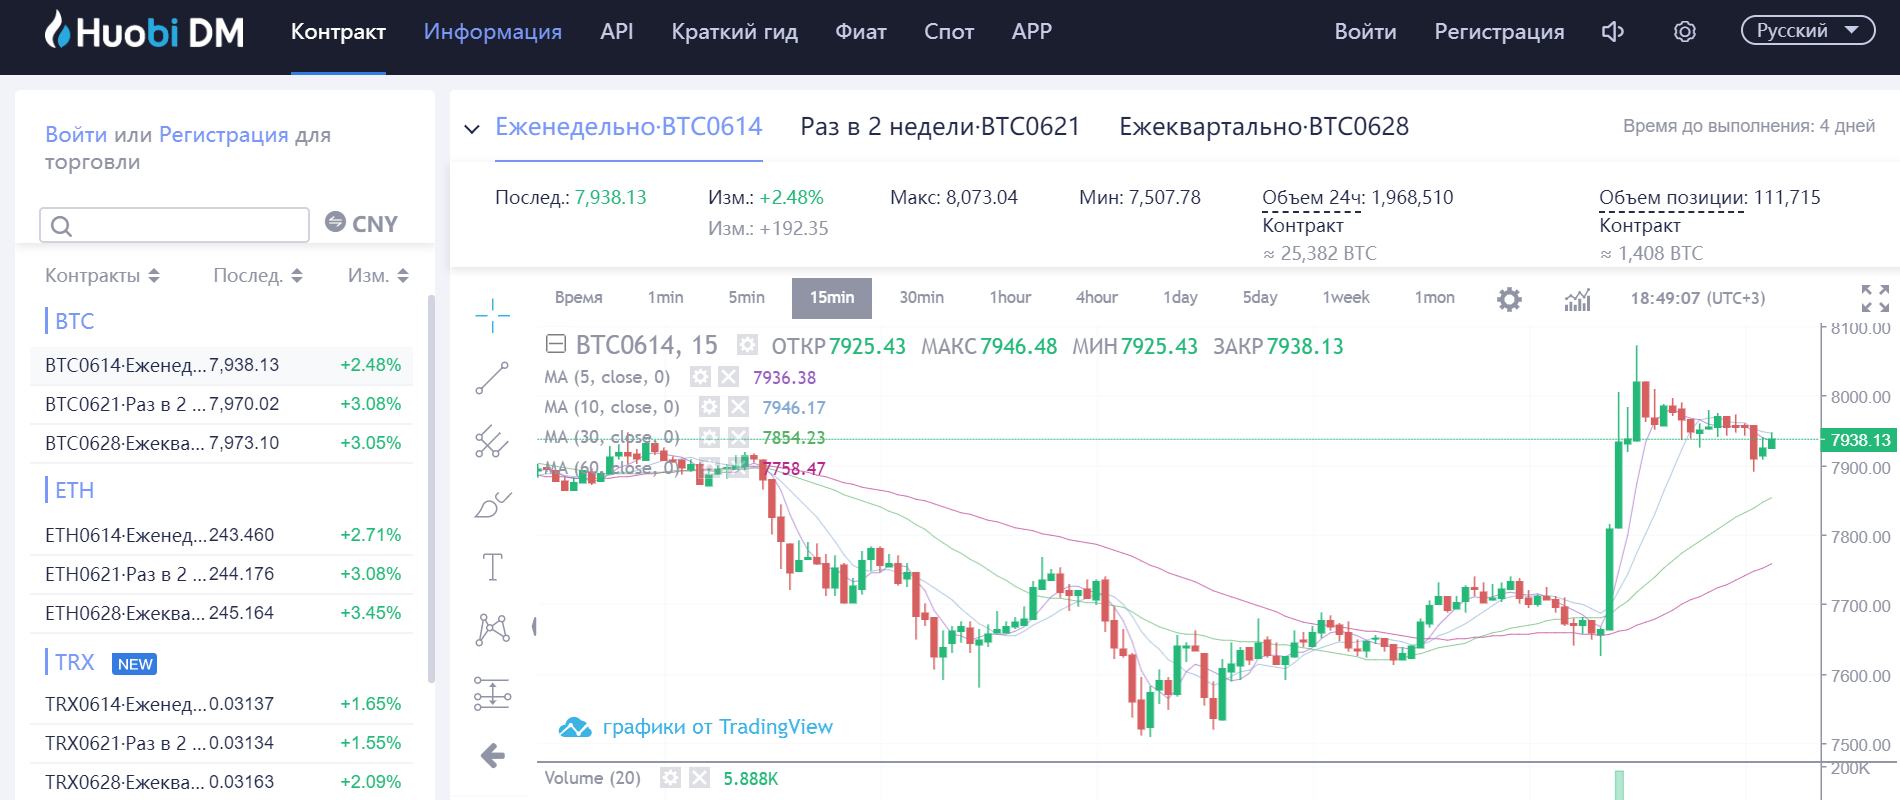 Huobi DM
Контракт Информация API Краткий гид Фиат Спот APP Войти Регистрация Русский
Войти или Регистрация для
торговли
CNY
Контракты Послед. Изм.
BTC
BTC0614·Еженед... 7,938.13 +2.48%
BTC0621·Раз в 2 ... 7,970.02 +3.08%
BTC0628·Ежеква... 7,973.10 +3.05%
ETH
ETH0614·Еженед... 243.460 +2.71%
ETH0621·Раз в 2 ... 244.176 +3.08%
ETH0628·Ежеква... 245.164 +3.45%
TRX NEW
TRX0614·Еженед... 0.03137 +1.65%
TRX0621·Раз в 2 ... 0.03134 +1.55%
TRX0628·Ежеква... 0.03163 +2.09%
Еженедельно·BTC0614 Раз в 2 недели·BTC0621 Ежеквартально·BTC0628 Время до выполнения: 4 дней
Послед.: 7,938.13 Изм.: +2.48% Макс: 8,073.04 Мин: 7,507.78 Объем 24ч: 1,968,510 Объем позиции: 111,715
Изм.: +192.35 Контракт Контракт
≈ 25,382 BTC ≈ 1,408 BTC
Время 1min 5min 15min 30min 1hour 4hour 1day 5day 1week 1mon 18:49:07 (UTC+3)
BTC0614, 15 ОТКР 7925.43 МАКС 7946.48 МИН 7925.43 ЗАКР 7938.13
MA (5, close, 0) 7936.38
MA (10, close, 0) 7946.17
MA (30, close, 0) 7854.23
MA (60, close, 0) 7758.47
8100.00
8000.00
7938.13
7900.00
7800.00
7700.00
7600.00
7500.00
графики от TradingView
200K
Volume (20) 5.888K